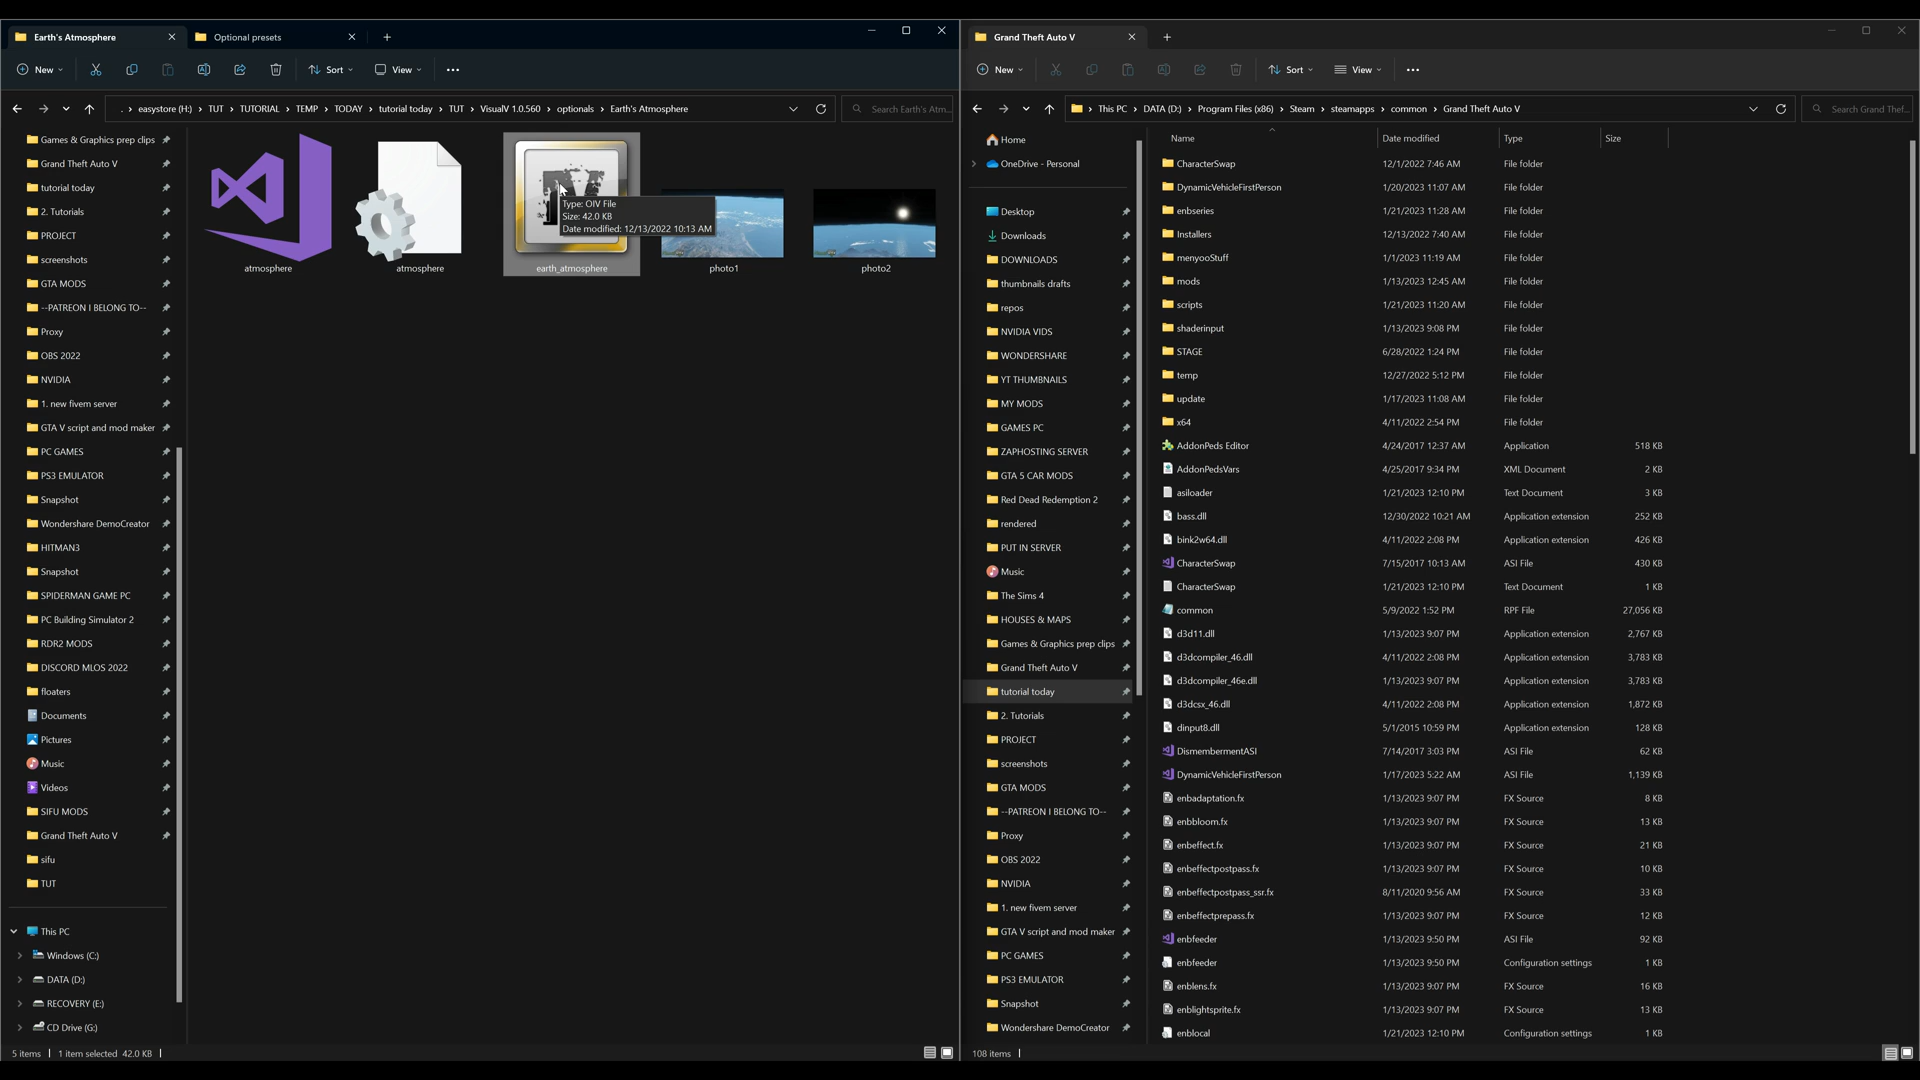 Earth's Atmosphere
Optional presets
New
Sort
View
easystore (H:) > TUT > TUTORIAL > TEMP > TODAY > tutorial today > TUT > VisualV 1.0.560 > optionals > Earth's Atmosphere
Search Earth's Atm...
Games & Graphics prep clips
Grand Theft Auto V
tutorial today
2. Tutorials
PROJECT
screenshots
GTA MODS
--PATREON I BELONG TO--
Proxy
OBS 2022
NVIDIA
1. new fivem server
GTA V script and mod maker
PC GAMES
PS3 EMULATOR
Snapshot
Wondershare DemoCreator
HITMAN3
Snapshot
SPIDERMAN GAME PC
PC Building Simulator 2
RDR2 MODS
DISCORD MLOS 2022
floaters
Documents
Pictures
Music
Videos
SIFU MODS
Grand Theft Auto V
sifu
TUT
This PC
Windows (C:)
DATA (D:)
RECOVERY (E:)
CD Drive (G:)
atmosphere
atmosphere
Type: OIV File
Size: 42.0 KB
Date modified: 12/13/2022 10:13 AM
earth_atmosphere
photo1
photo2
5 items
1 item selected 42.0 KB
Grand Theft Auto V
New
Sort
View
This PC > DATA (D:) > Program Files (x86) > Steam > steamapps > common > Grand Theft Auto V
Search Grand Thef...
Home
OneDrive - Personal
Desktop
Downloads
DOWNLOADS
thumbnails drafts
repos
NVIDIA VIDS
WONDERSHARE
YT THUMBNAILS
MY MODS
GAMES PC
ZAPHOSTING SERVER
GTA 5 CAR MODS
Red Dead Redemption 2
rendered
PUT IN SERVER
Music
The Sims 4
HOUSES & MAPS
Games & Graphics prep clips
Grand Theft Auto V
tutorial today
2. Tutorials
PROJECT
screenshots
GTA MODS
--PATREON I BELONG TO--
Proxy
OBS 2022
NVIDIA
1. new fivem server
GTA V script and mod maker
PC GAMES
PS3 EMULATOR
Snapshot
Wondershare DemoCreator
Name Date modified Type Size
CharacterSwap 12/1/2022 7:46 AM File folder
DynamicVehicleFirstPerson 1/20/2023 11:07 AM File folder
enbseries 1/21/2023 11:28 AM File folder
Installers 12/13/2022 7:40 AM File folder
menyooStuff 1/1/2023 11:19 AM File folder
mods 1/13/2023 12:45 AM File folder
scripts 1/21/2023 11:20 AM File folder
shaderinput 1/13/2023 9:08 PM File folder
STAGE 6/28/2022 1:24 PM File folder
temp 12/27/2022 5:12 PM File folder
update 1/17/2023 11:08 AM File folder
x64 4/11/2022 2:54 PM File folder
AddonPeds Editor 4/24/2017 12:37 AM Application 518 KB
AddonPedsVars 4/25/2017 9:34 PM XML Document 2 KB
asiloader 1/21/2023 12:10 PM Text Document 3 KB
bass.dll 12/30/2022 10:21 AM Application extension 252 KB
bink2w64.dll 4/11/2022 2:08 PM Application extension 426 KB
CharacterSwap 7/15/2017 10:13 AM ASI File 430 KB
CharacterSwap 1/21/2023 12:10 PM Text Document 1 KB
common 5/9/2022 1:52 PM RPF File 27,056 KB
d3d11.dll 1/13/2023 9:07 PM Application extension 2,767 KB
d3dcompiler_46.dll 4/11/2022 2:08 PM Application extension 3,783 KB
d3dcompiler_46e.dll 1/13/2023 9:07 PM Application extension 3,783 KB
d3dcsx_46.dll 4/11/2022 2:08 PM Application extension 1,872 KB
dinput8.dll 5/1/2015 10:59 PM Application extension 128 KB
DismembermentASI 7/14/2017 3:03 PM ASI File 62 KB
DynamicVehicleFirstPerson 1/17/2023 5:22 AM ASI File 1,139 KB
enbadaptation.fx 1/13/2023 9:07 PM FX Source 8 KB
enbbloom.fx 1/13/2023 9:07 PM FX Source 13 KB
enbeffect.fx 1/13/2023 9:07 PM FX Source 21 KB
enbeffectpostpass.fx 1/13/2023 9:07 PM FX Source 10 KB
enbeffectpostpass_ssr.fx 8/11/2020 9:56 AM FX Source 33 KB
enbeffectprepass.fx 1/13/2023 9:07 PM FX Source 12 KB
enbfeeder 1/13/2023 9:50 PM ASI File 92 KB
enbfeeder 1/13/2023 9:50 PM Configuration settings 1 KB
enblens.fx 1/13/2023 9:07 PM FX Source 16 KB
enblightsprite.fx 1/13/2023 9:07 PM FX Source 13 KB
enblocal 1/21/2023 12:10 PM Configuration settings 1 KB
108 items